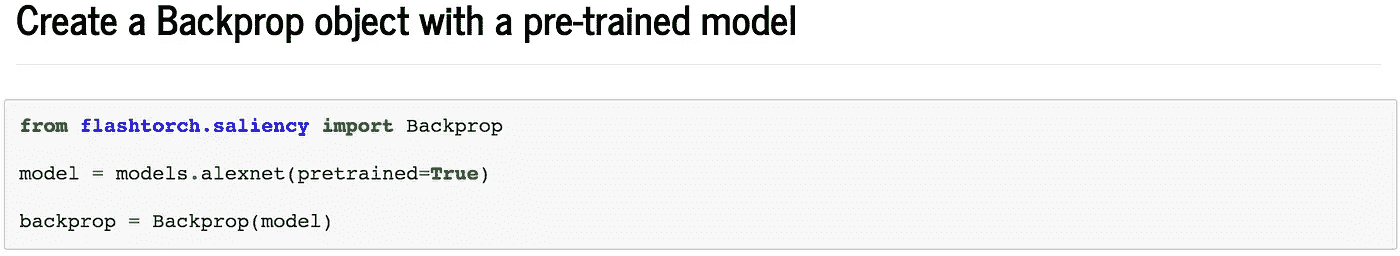 Create a Backprop object with a pre-trained model
from flashtorch.saliency import Backprop
model = models.alexnet(pretrained=True)
backprop = Backprop(model)